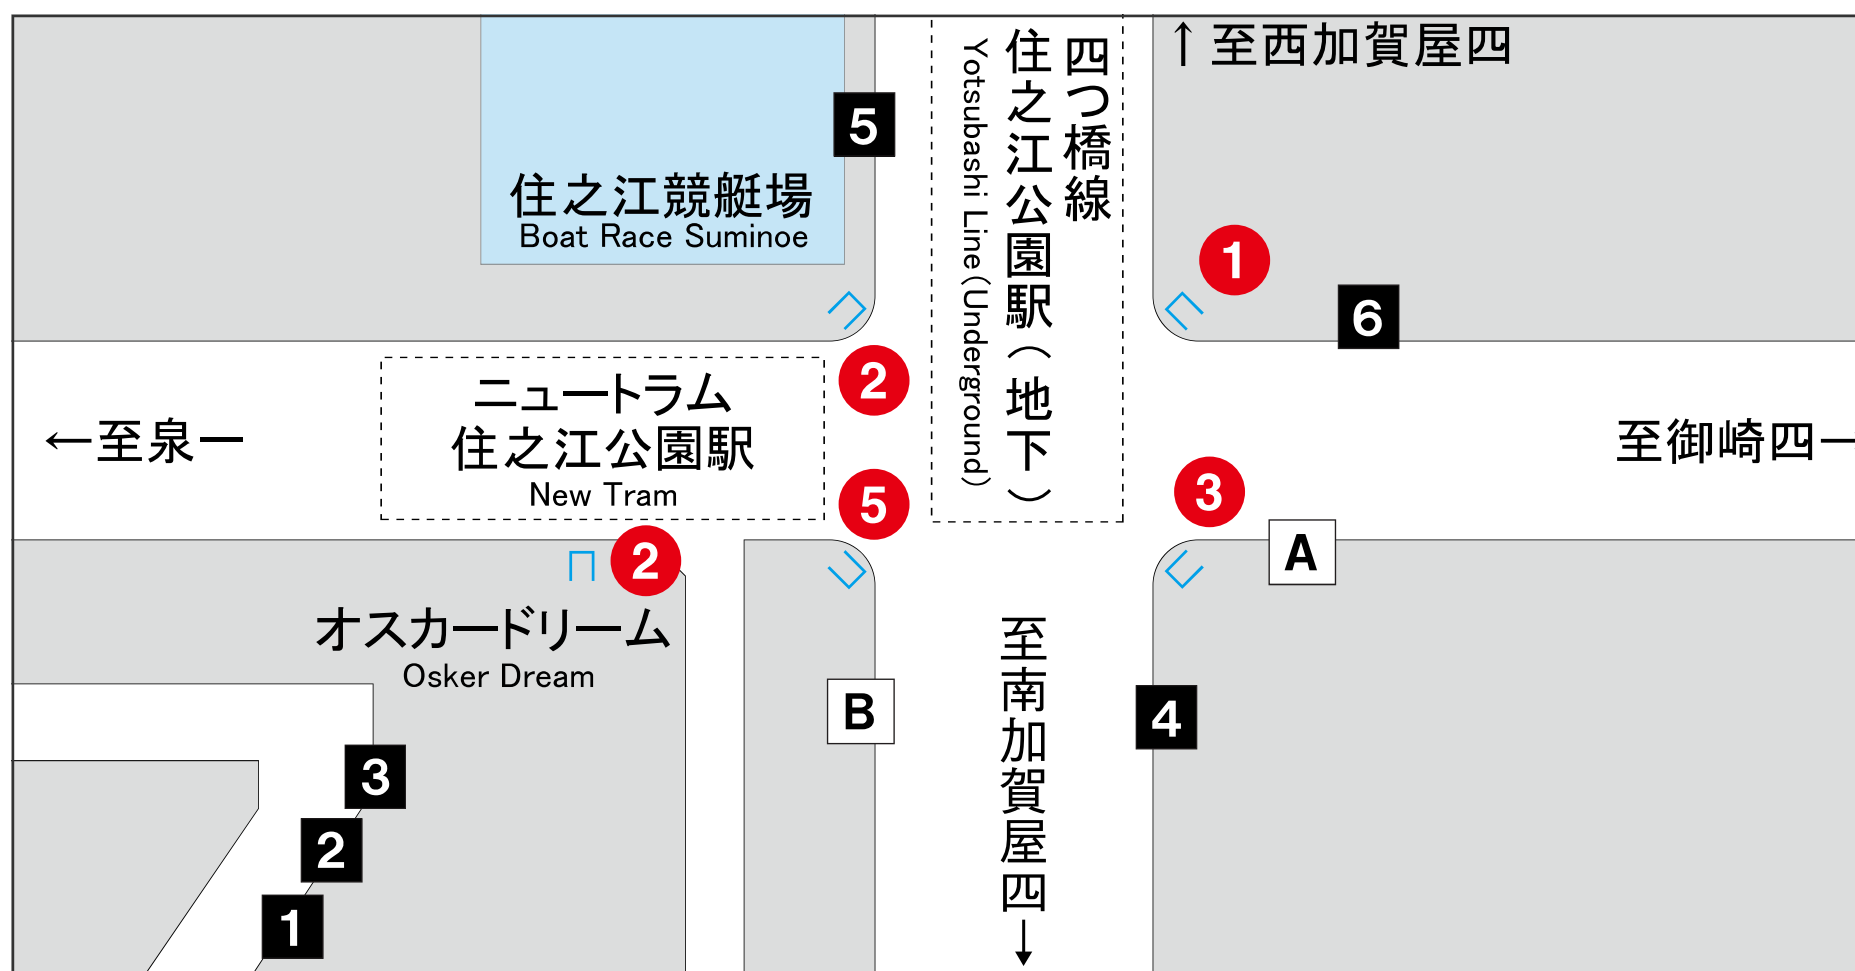 ↑至西加賀屋四
四つ橋線
住之江公園駅（地下）
Yotsubashi Line(Underground)
5
住之江競艇場
Boat Race Suminoe
1
6
2
ニュートラム
住之江公園駅
New Tram
←至泉一
至御崎四一
5
3
A
2
オスカードリーム
Osker Dream
至南加賀屋四↓
B
4
3
2
1